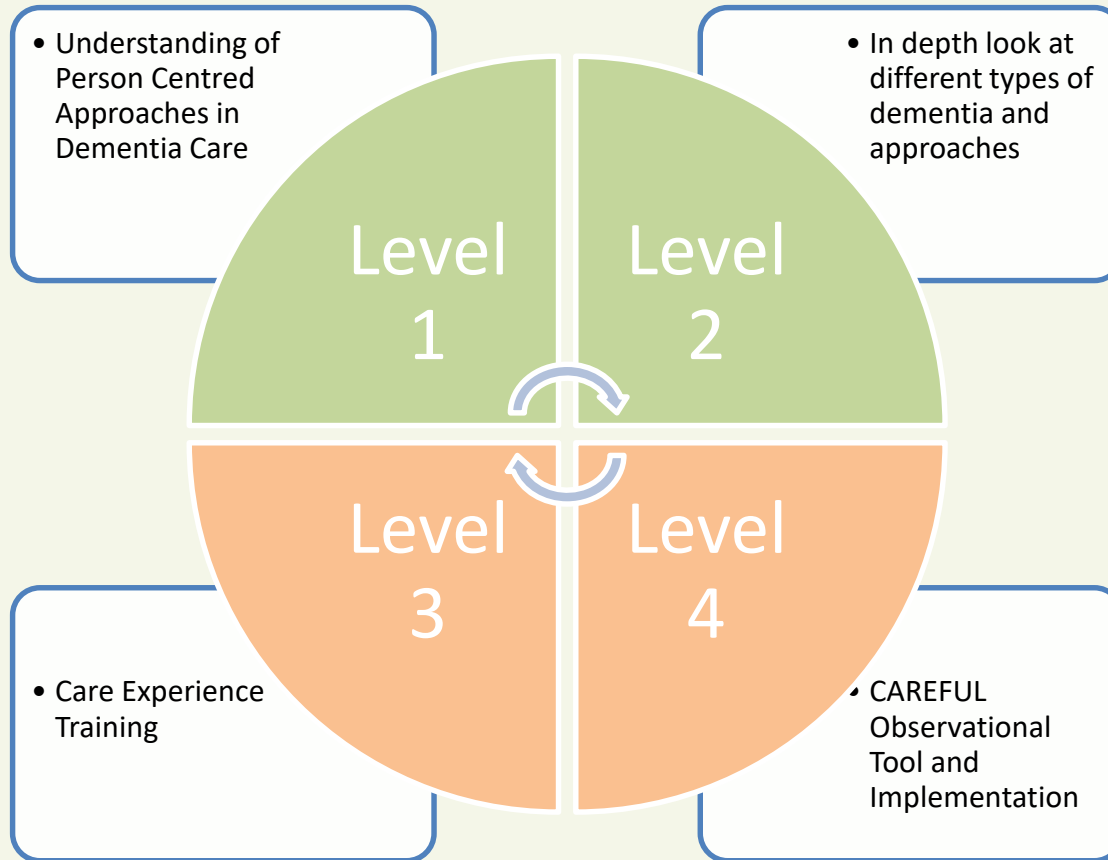 • Understanding of
Person Centred
Approaches in
Dementia Care
• In depth look at
different types of
dementia and
approaches
Level
1
Level
2
Level
3
Level
4
• Care Experience
Training
• CAREFUL
Observational
Tool and
Implementation